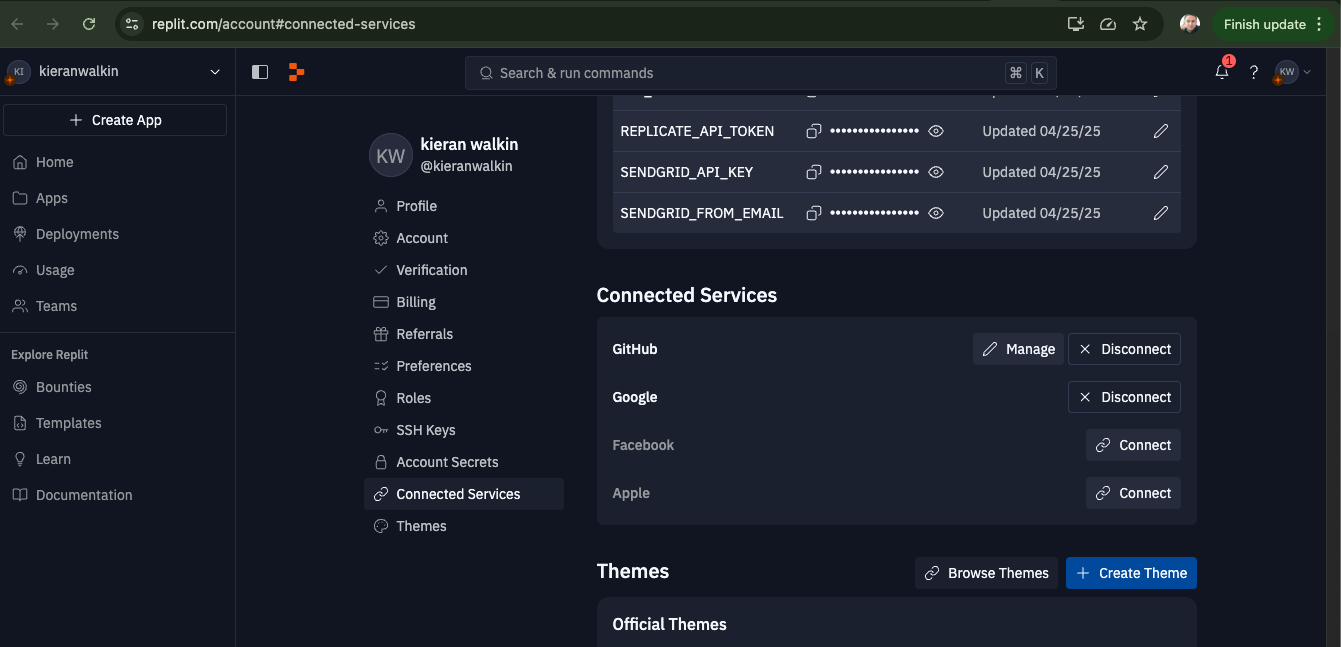 replit.com/account#connected-services
Finish update
KI
kieranwalkin
Search & run commands
⌘ K
1
?
KW
+ Create App
Home
Apps
Deployments
Usage
Teams
Explore Replit
Bounties
Templates
Learn
Documentation
KW
kieran walkin
@kieranwalkin
Profile
Account
Verification
Billing
Referrals
Preferences
Roles
SSH Keys
Account Secrets
Connected Services
Themes
REPLICATE_API_TOKEN •••••••••••••••• Updated 04/25/25
SENDGRID_API_KEY •••••••••••••••• Updated 04/25/25
SENDGRID_FROM_EMAIL •••••••••••••••• Updated 04/25/25
Connected Services
GitHub Manage Disconnect
Google Disconnect
Facebook Connect
Apple Connect
Themes Browse Themes + Create Theme
Official Themes